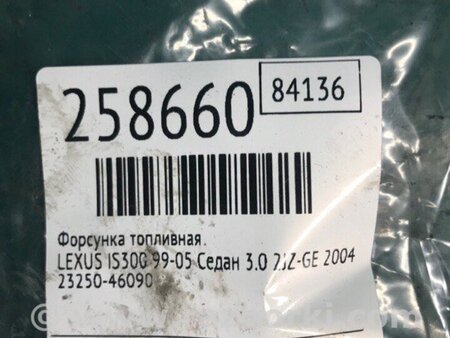 258660
84136
Форсунка топливная
LEXUS IS300 99-05 Седан 3.0 2JZ-GE 2004
23250-46090